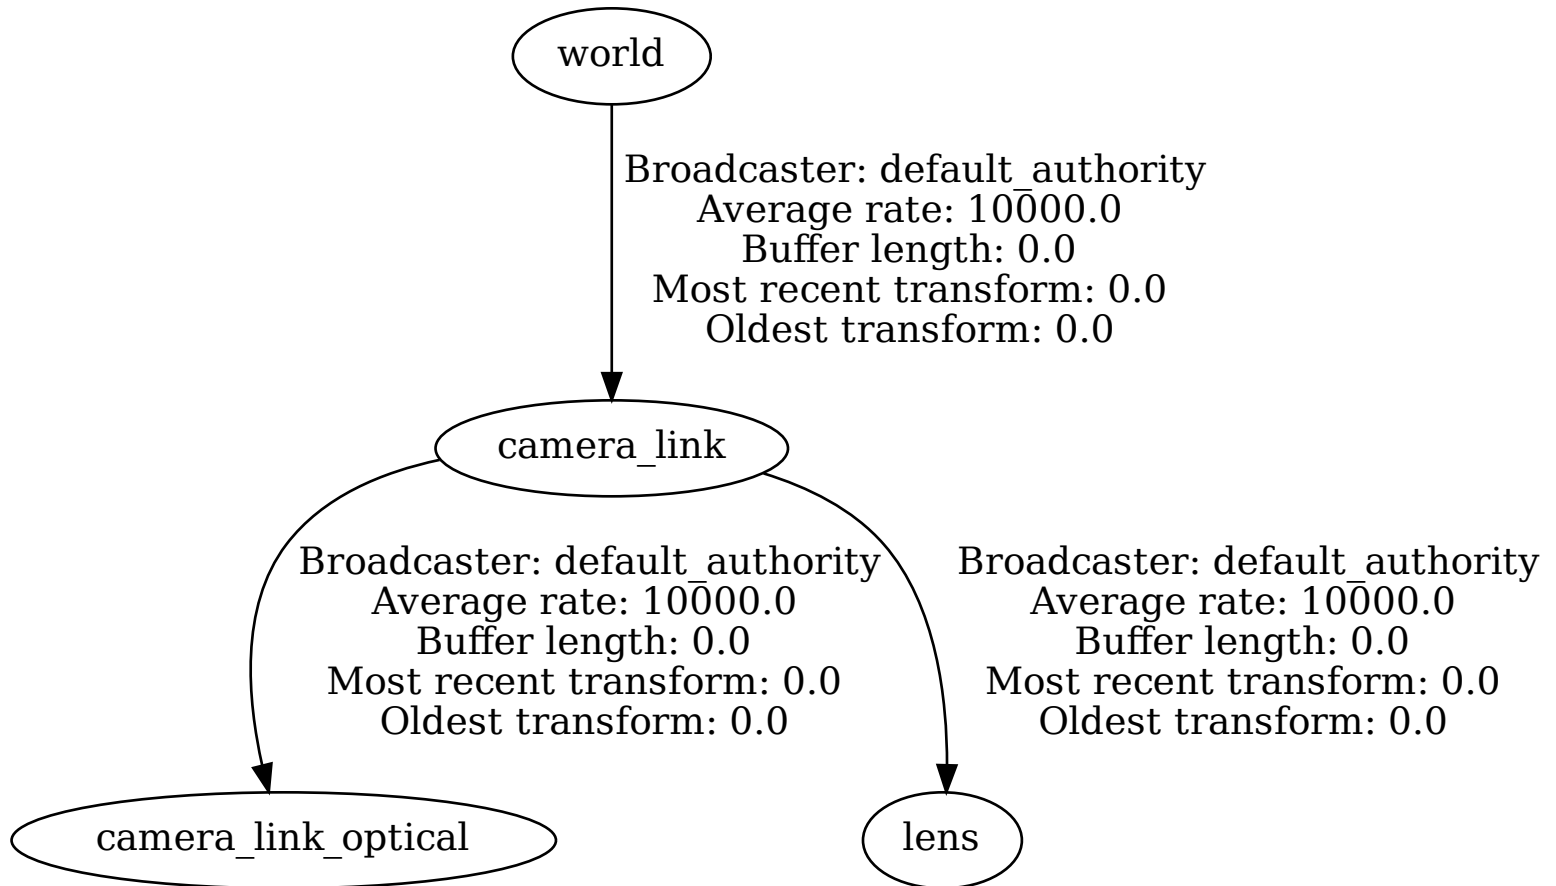 world
Broadcaster: default_authority
Average rate: 10000.0
Buffer length: 0.0
Most recent transform: 0.0
Oldest transform: 0.0
camera_link
Broadcaster: default_authority
Average rate: 10000.0
Buffer length: 0.0
Most recent transform: 0.0
Oldest transform: 0.0
Broadcaster: default_authority
Average rate: 10000.0
Buffer length: 0.0
Most recent transform: 0.0
Oldest transform: 0.0
camera_link_optical
lens